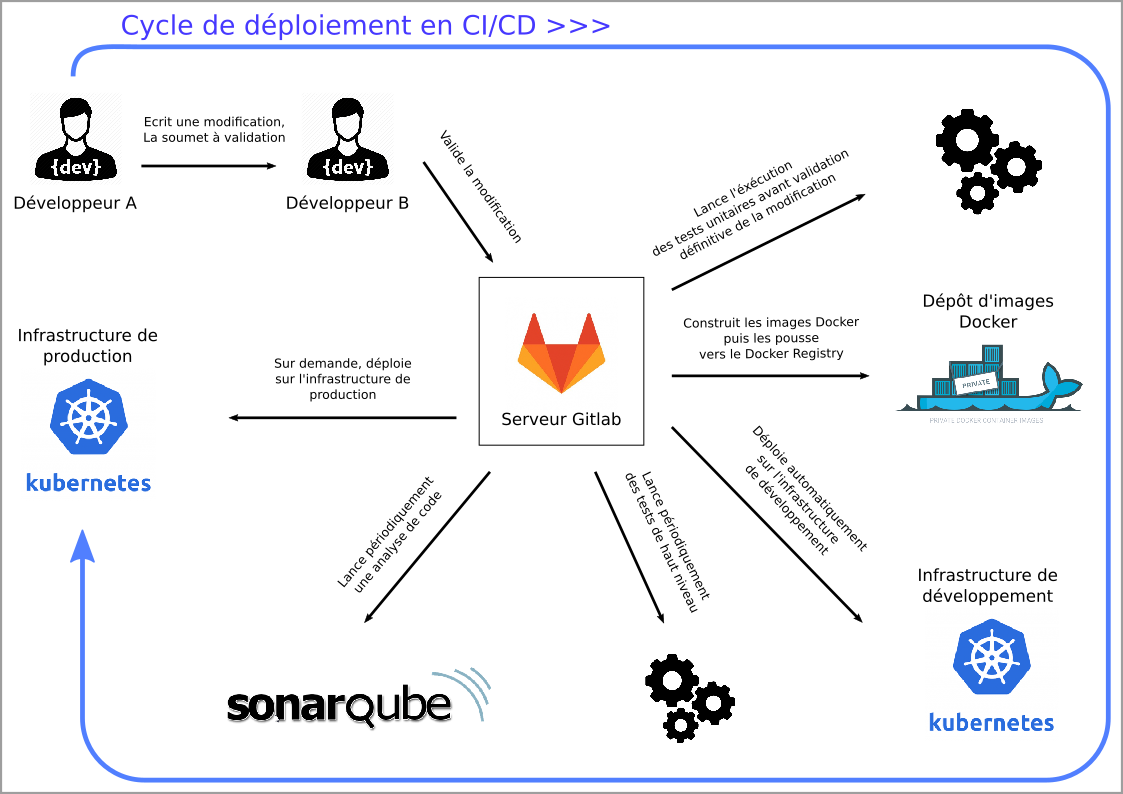 Cycle de déploiement en CI/CD >>>
Ecrit une modification,
La soumet à validation
{dev}
{dev}
Développeur A
Développeur B
Valide la modification
Lance l'éxécution
des tests unitaires avant validation
définitive de la modification
Dépôt d'images
Docker
Construit les images Docker
puis les pousse
vers le Docker Registry
PRIVATE
PRIVATE DOCKER CONTAINER IMAGES
Infrastructure de
production
kubernetes
Sur demande, déploie
sur l'infrastructure de
production
Serveur Gitlab
Déploie automatiquement
sur l'infrastructure
de développement
Lance périodiquement
une analyse de code
Lance périodiquement
des tests de haut niveau
Infrastructure de
développement
kubernetes
sonarqube